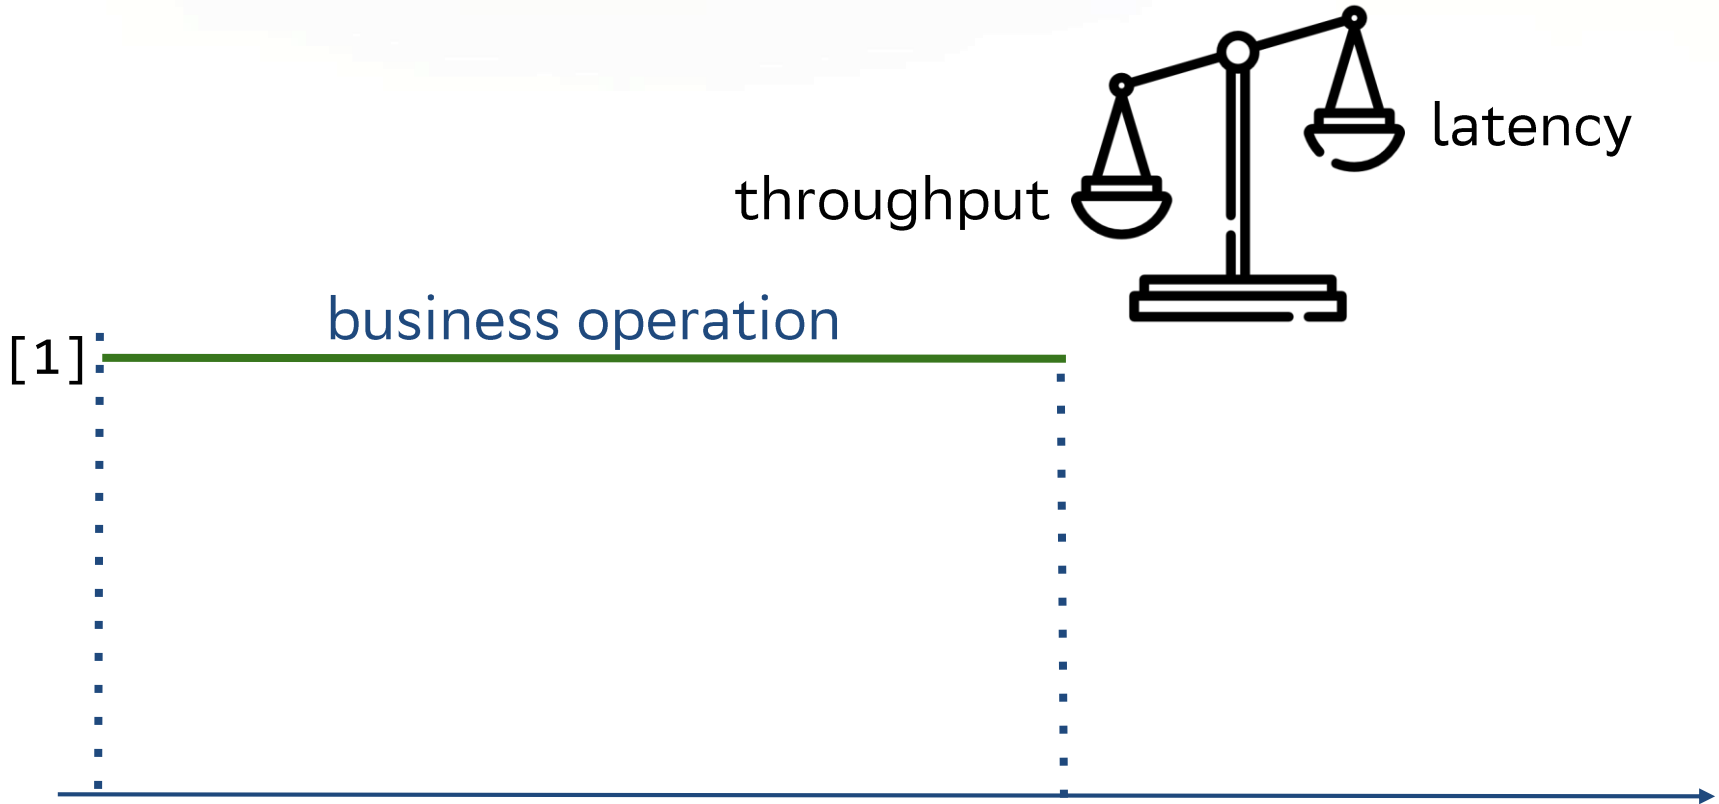 latency
throughput
business operation
[1]